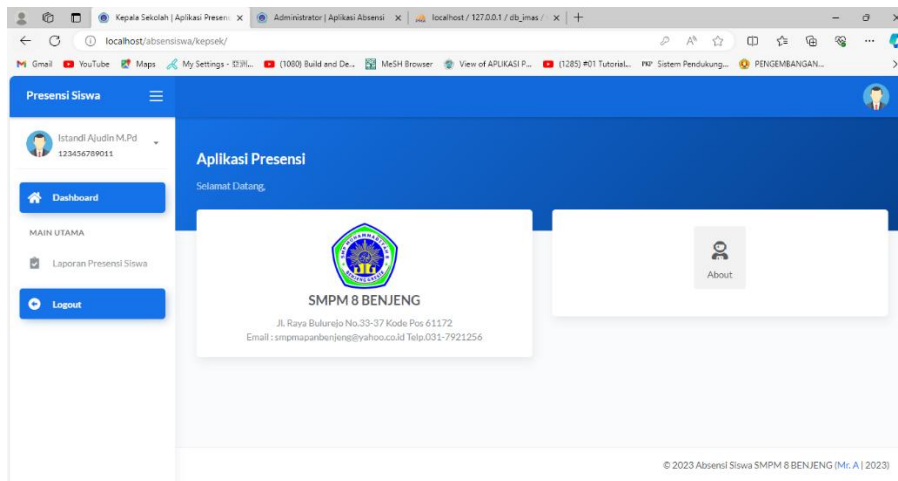 Kepala Sekolah | Aplikasi Presens
Administrator | Aplikasi Absensi
localhost / 127.0.0.1 / db_imas /
localhost/absensiswa/kepsek/
Gmail
YouTube
Maps
(1080) Build and De...
MeSH Browser
View of APLIKASI P...
(1285) #01 Tutorial...
Sistem Pendukung...
PENGEMBANGAN...
Presensi Siswa
Istandi Ajudin M.Pd
123456789011
Aplikasi Presensi
Selamat Datang,
Dashboard
MAIN UTAMA
Laporan Presensi Siswa
Logout
SMPM 8 BENJENG
Jl. Raya Bulurejo No.33-37 Kode Pos 61172
Email : smpmapanbenjeng@yahoo.co.id Telp.031-7921256
About
© 2023 Absensi Siswa SMPM 8 BENJENG (Mr. A | 2023)